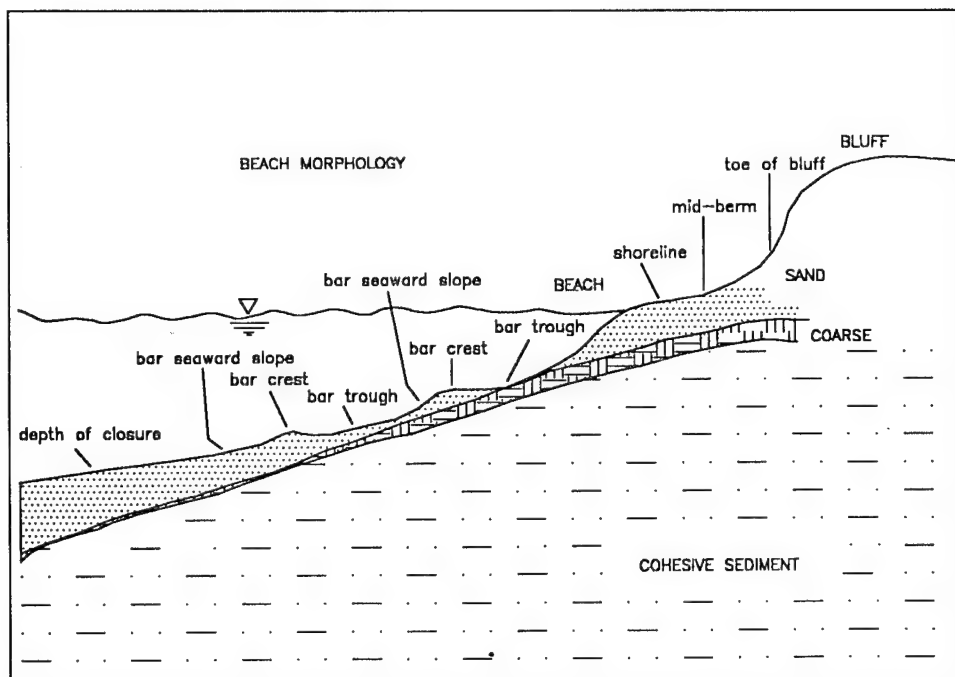 BLUFF
BEACH MORPHOLOGY
toe of bluff
mid-berm
shoreline
bar seaward slope
BEACH
SAND
bar trough
COARSE
bar seaward slope
bar crest
bar crest
bar trough
depth of closure
COHESIVE SEDIMENT